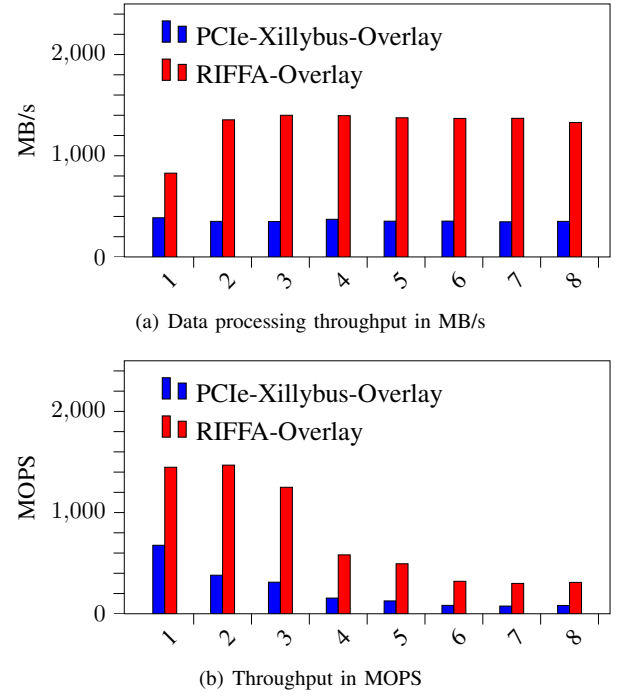 PCIe-Xillybus-Overlay
RIFFA-Overlay
2,000
1,000
0
MB/s
1 2 3 4 5 6 7 8
(a) Data processing throughput in MB/s
PCIe-Xillybus-Overlay
RIFFA-Overlay
2,000
1,000
0
MOPS
1 2 3 4 5 6 7 8
(b) Throughput in MOPS